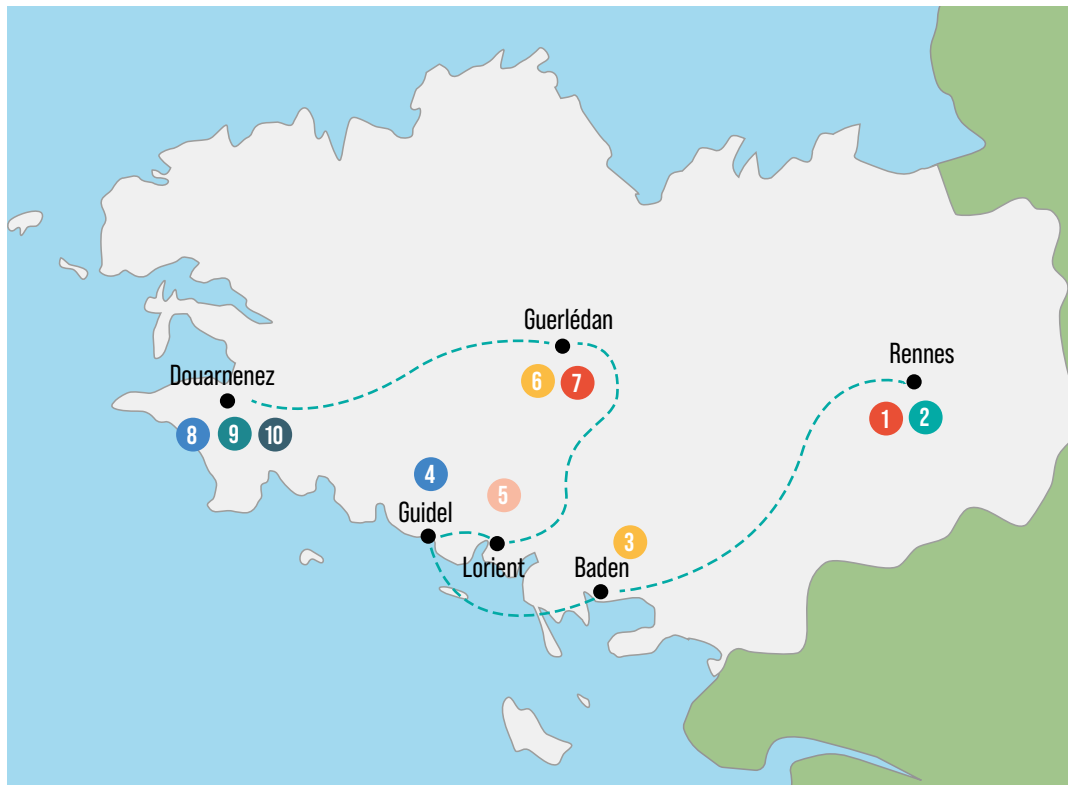 Guerlédan
6 7
Rennes
1 2
Douarnenez
8 9 10
4
Guidel
5
Lorient
3
Baden